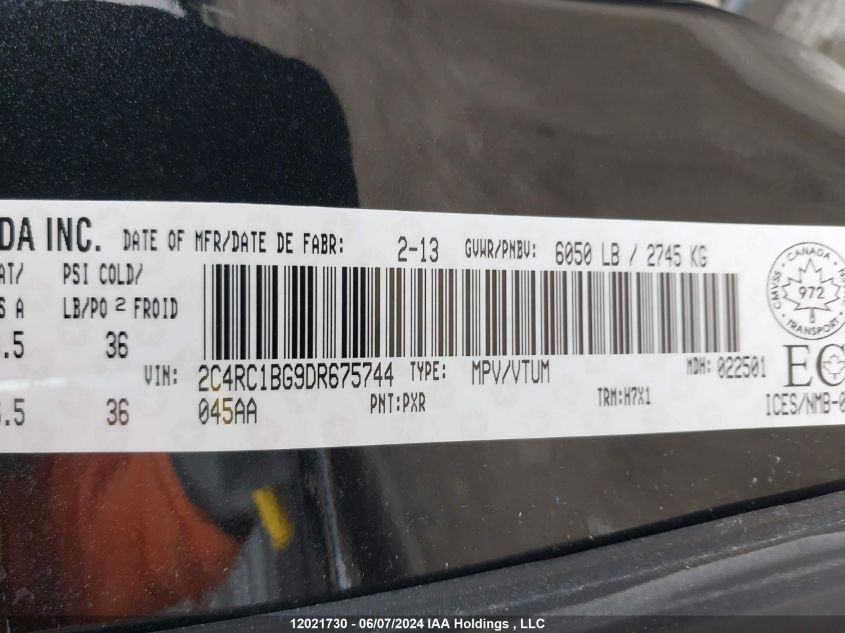 DA INC. DATE OF MFR/DATE DE FABR: 2-13 GVWR/PNBV: 6050 LB / 2745 KG
AT/ PSI COLD/
S A LB/PO 2 FROID
.5 36
VIN: 2C4RC1BG9DR675744 TYPE: MPV/VTUM MDH: 022501
.5 36 045AA PNT:PXR TRM:H7X1
CANADA
CMVSS
972
TRANSPORT
EC
ICES/NMB-0
12021730 - 06/07/2024 IAA Holdings , LLC